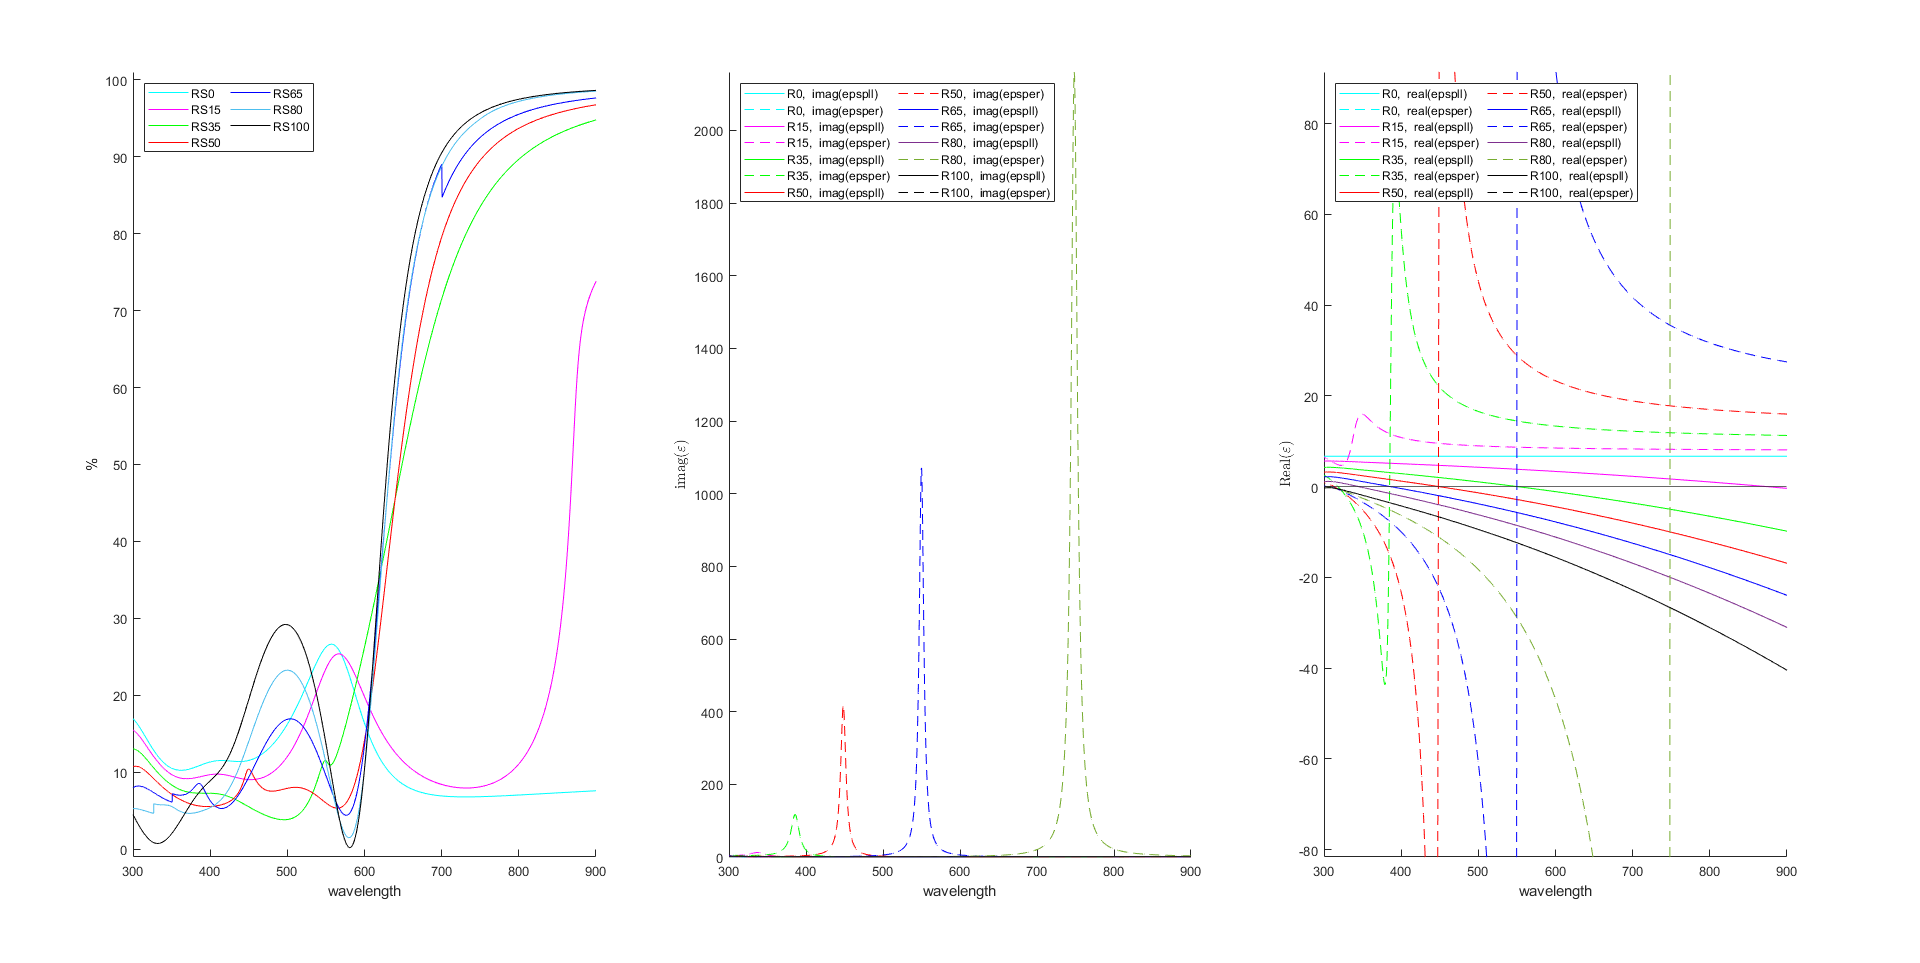 100
90
80
70
60
50
40
30
20
10
0
%
RS0 RS65
RS15 RS80
RS35 RS100
RS50
300 400 500 600 700 800 900
wavelength
2000
1800
1600
1400
1200
1000
800
600
400
200
0
imag(ε)
R0, imag(epspll) R50, imag(epsper)
R0, imag(epsper) R65, imag(epspll)
R15, imag(epspll) R65, imag(epsper)
R15, imag(epsper) R80, imag(epspll)
R35, imag(epspll) R80, imag(epsper)
R35, imag(epsper) R100, imag(epspll)
R50, imag(epspll) R100, imag(epsper)
300 400 500 600 700 800 900
wavelength
80
60
40
20
0
-20
-40
-60
-80
Real(ε)
R0, real(epspll) R50, real(epsper)
R0, real(epsper) R65, real(epspll)
R15, real(epspll) R65, real(epsper)
R15, real(epsper) R80, real(epspll)
R35, real(epspll) R80, real(epsper)
R35, real(epsper) R100, real(epspll)
R50, real(epspll) R100, real(epsper)
300 400 500 600 700 800 900
wavelength